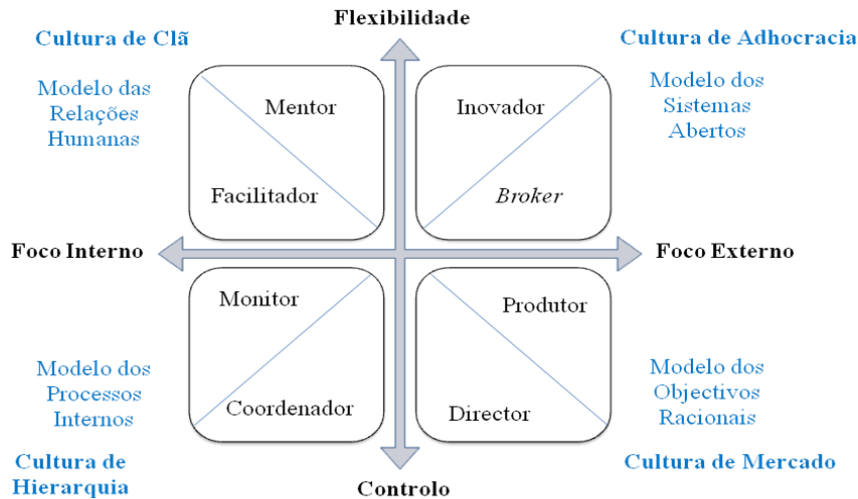 Flexibilidade
Cultura de Clã
Cultura de Adhocracia
Modelo das
Relações
Humanas
Mentor
Facilitador
Inovador
Broker
Modelo dos
Sistemas
Abertos
Foco Interno
Foco Externo
Monitor
Coordenador
Produtor
Director
Modelo dos
Processos
Internos
Modelo dos
Objectivos
Racionais
Cultura de
Hierarquia
Controlo
Cultura de Mercado